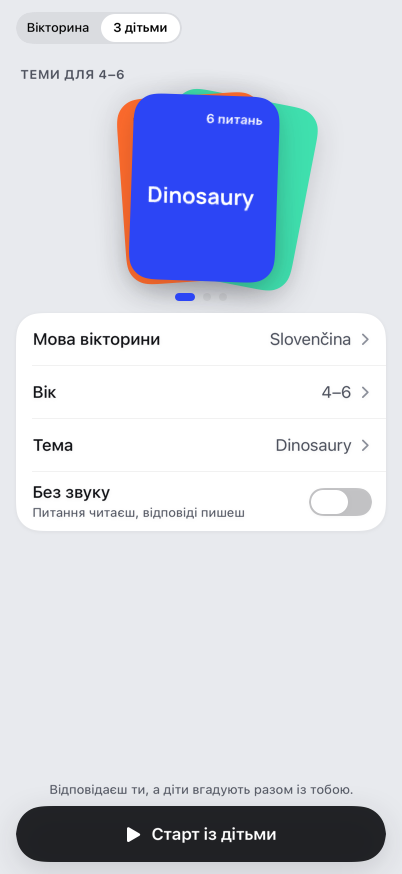 Вікторина
З дітьми
ТЕМИ ДЛЯ 4–6
6 питань
Dinosaury
Мова вікторини
Slovenčina
Вік
4–6
Тема
Dinosaury
Без звуку
Питання читаєш, відповіді пишеш
Відповідаєш ти, а діти вгадують разом із тобою.
Старт із дітьми